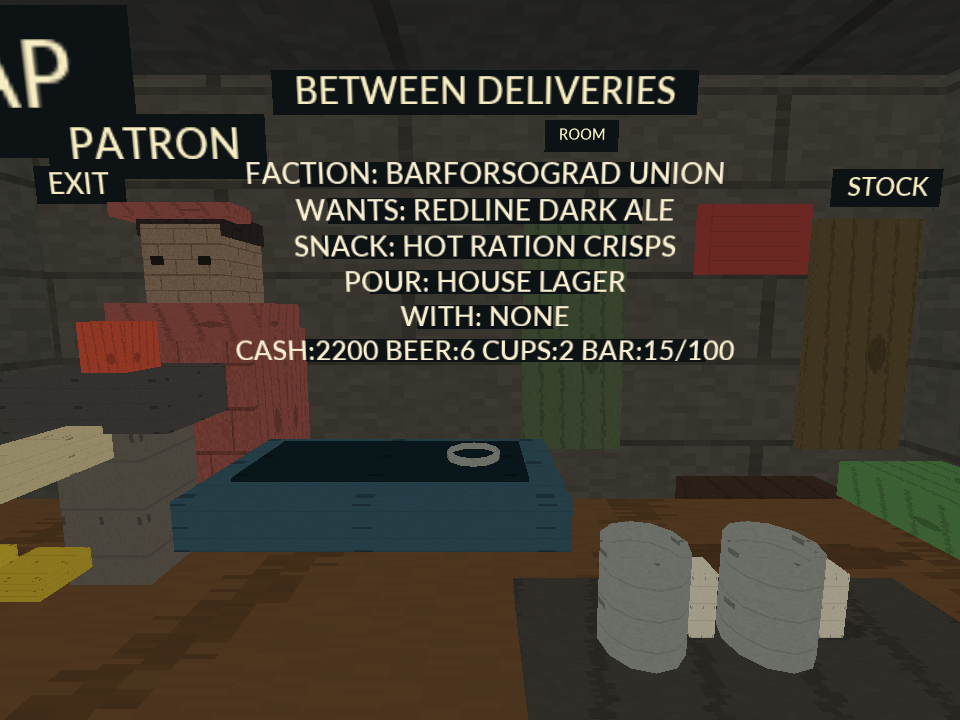 BETWEEN DELIVERIES
PATRON
ROOM
EXIT
FACTION: BARFORSOGRAD UNION
STOCK
WANTS: REDLINE DARK ALE
SNACK: HOT RATION CRISPS
POUR: HOUSE LAGER
WITH: NONE
CASH:2200 BEER:6 CUPS:2 BAR:15/100